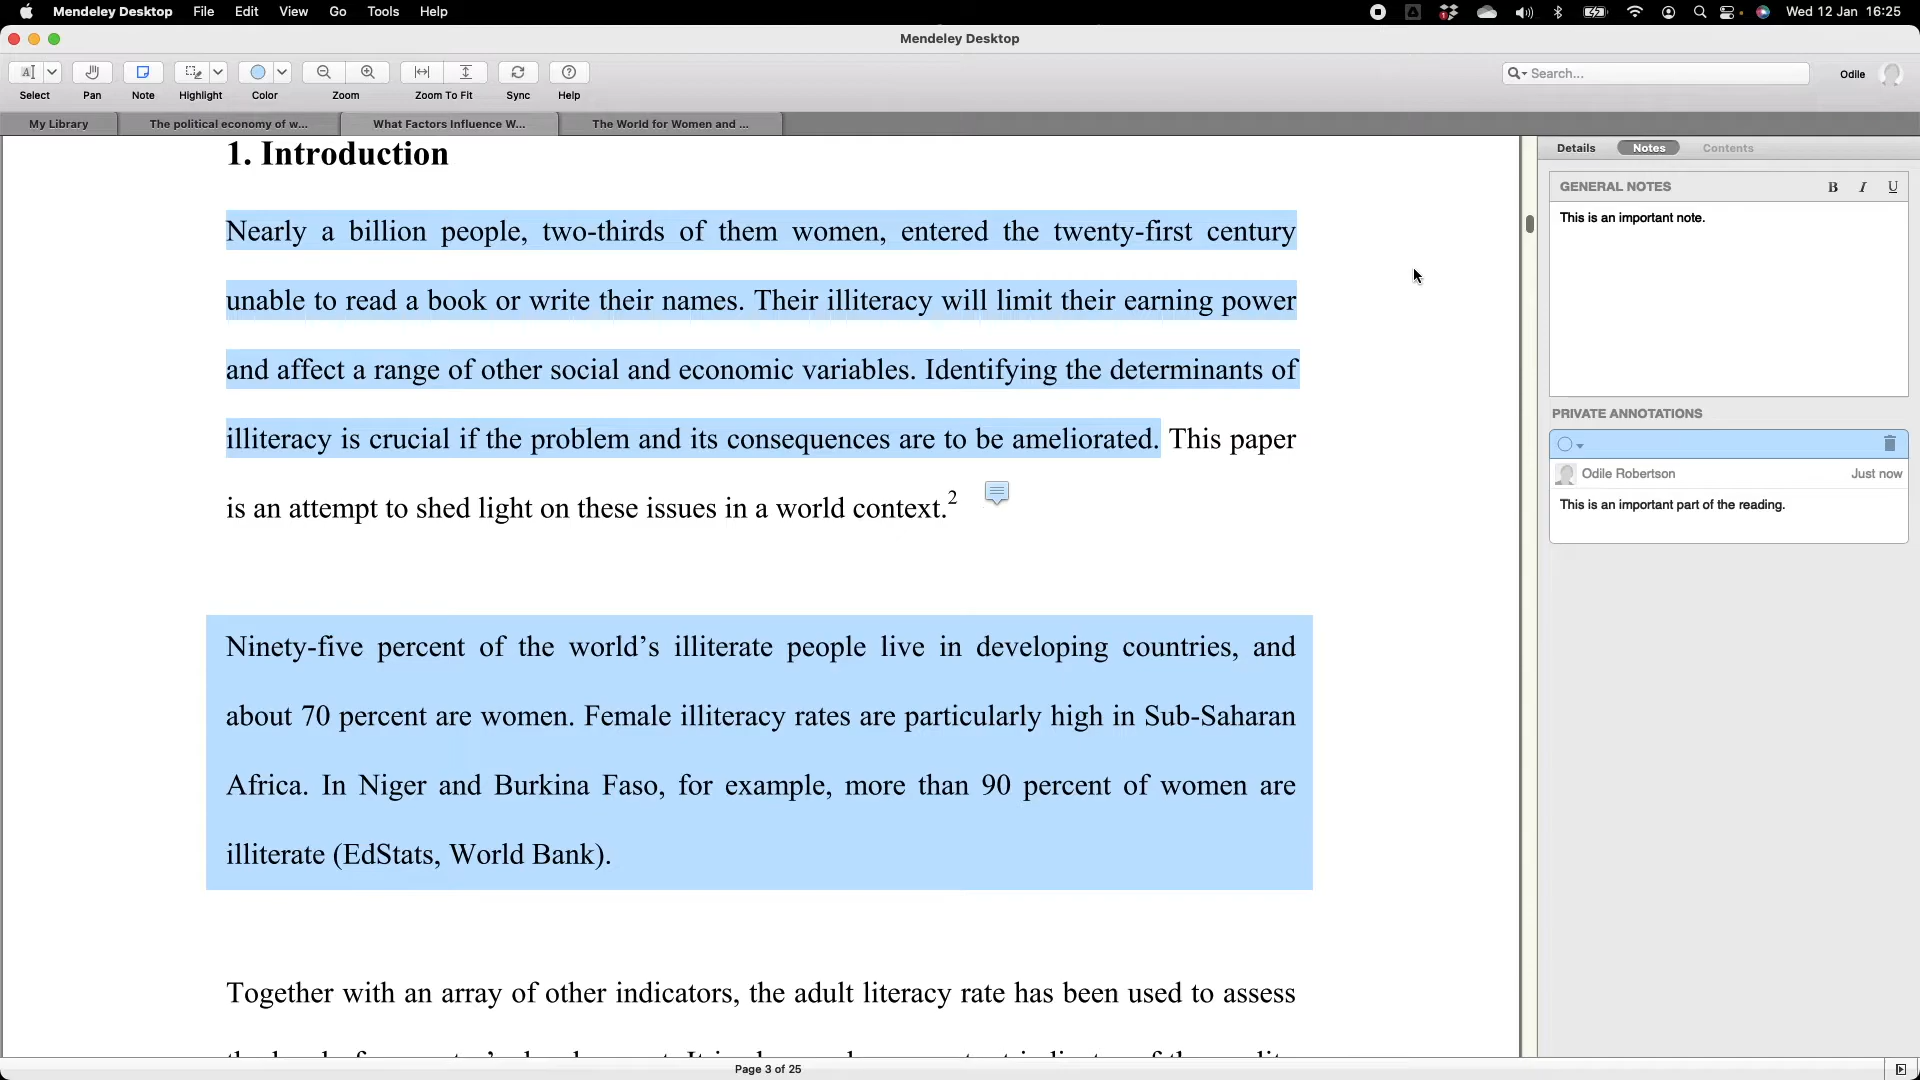 Mendeley Desktop File Edit View Go Tools Help
1
Wed 12 Jan 16:25
Mendeley Desktop
Search...
Odile
Select Pan Note Highlight Color Zoom Zoom To Fit Sync Help
My Library The political economy of w... What Factors Influence W... The World for Women and ...
1. Introduction
Nearly a billion people, two-thirds of them women, entered the twenty-first century
unable to read a book or write their names. Their illiteracy will limit their earning power
and affect a range of other social and economic variables. Identifying the determinants of
illiteracy is crucial if the problem and its consequences are to be ameliorated. This paper
is an attempt to shed light on these issues in a world context.2
Ninety-five percent of the world’s illiterate people live in developing countries, and
about 70 percent are women. Female illiteracy rates are particularly high in Sub-Saharan
Africa. In Niger and Burkina Faso, for example, more than 90 percent of women are
illiterate (EdStats, World Bank).
Together with an array of other indicators, the adult literacy rate has been used to assess
Page 3 of 25
Details Notes Contents
GENERAL NOTES B I U
This is an important note.
PRIVATE ANNOTATIONS
Odile Robertson Just now
This is an important part of the reading.